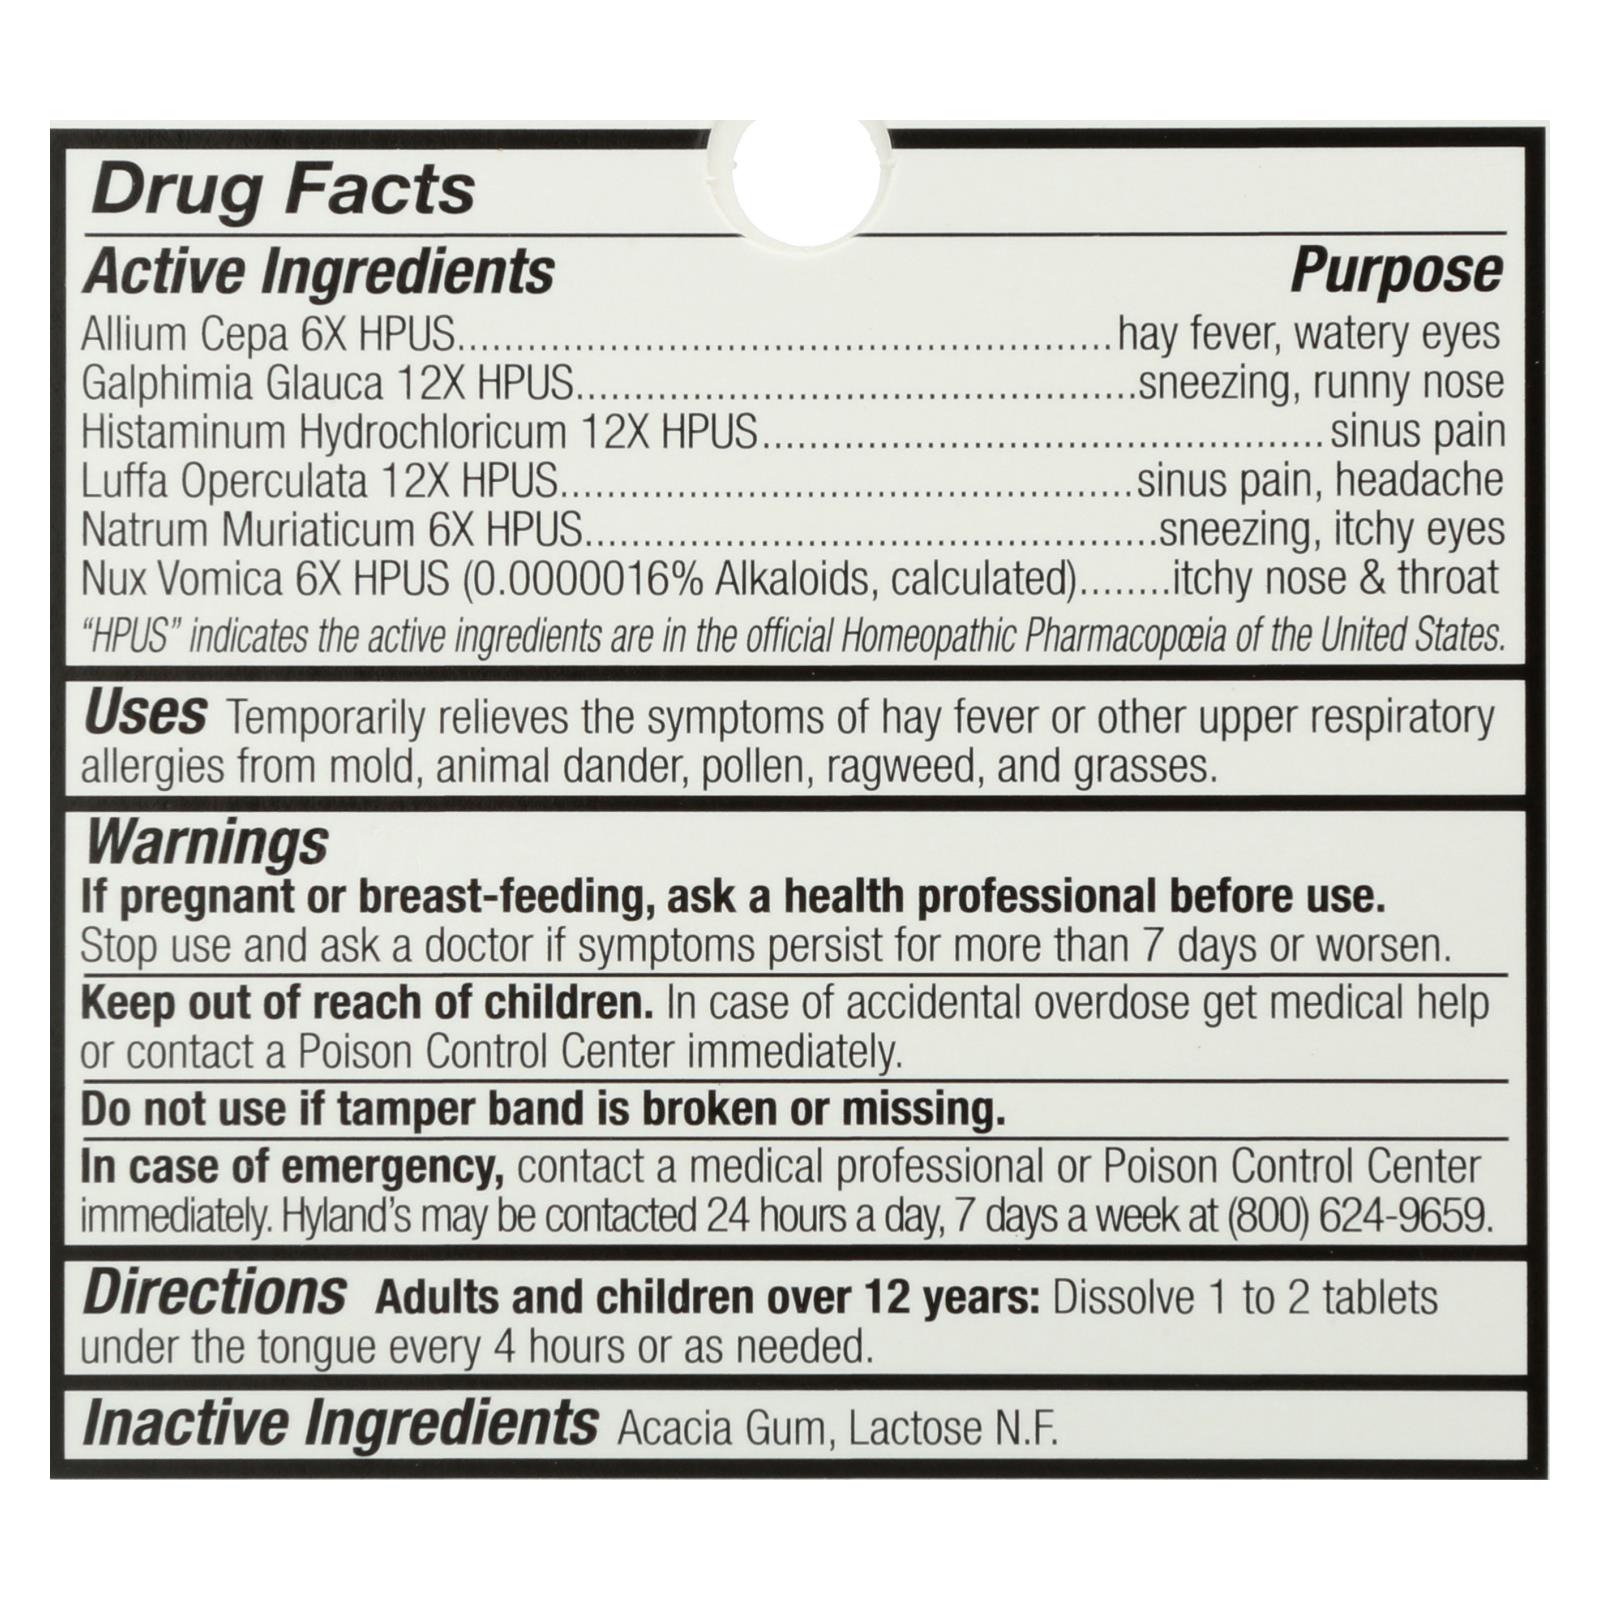 Drug Facts
Active Ingredients Purpose
Allium Cepa 6X HPUS..........................................................hay fever, watery eyes
Galphimia Glauca 12X HPUS................................................sneezing, runny nose
Histaminum Hydrochloricum 12X HPUS................................................sinus pain
Luffa Operculata 12X HPUS.................................................sinus pain, headache
Natrum Muriaticum 6X HPUS.................................................sneezing, itchy eyes
Nux Vomica 6X HPUS (0.0000016% Alkaloids, calculated)........itchy nose & throat
“HPUS” indicates the active ingredients are in the official Homeopathic Pharmacopœia of the United States.
Uses Temporarily relieves the symptoms of hay fever or other upper respiratory
allergies from mold, animal dander, pollen, ragweed, and grasses.
Warnings
If pregnant or breast-feeding, ask a health professional before use.
Stop use and ask a doctor if symptoms persist for more than 7 days or worsen.
Keep out of reach of children. In case of accidental overdose get medical help
or contact a Poison Control Center immediately.
Do not use if tamper band is broken or missing.
In case of emergency, contact a medical professional or Poison Control Center
immediately. Hyland’s may be contacted 24 hours a day, 7 days a week at (800) 624-9659.
Directions Adults and children over 12 years: Dissolve 1 to 2 tablets
under the tongue every 4 hours or as needed.
Inactive Ingredients Acacia Gum, Lactose N.F.